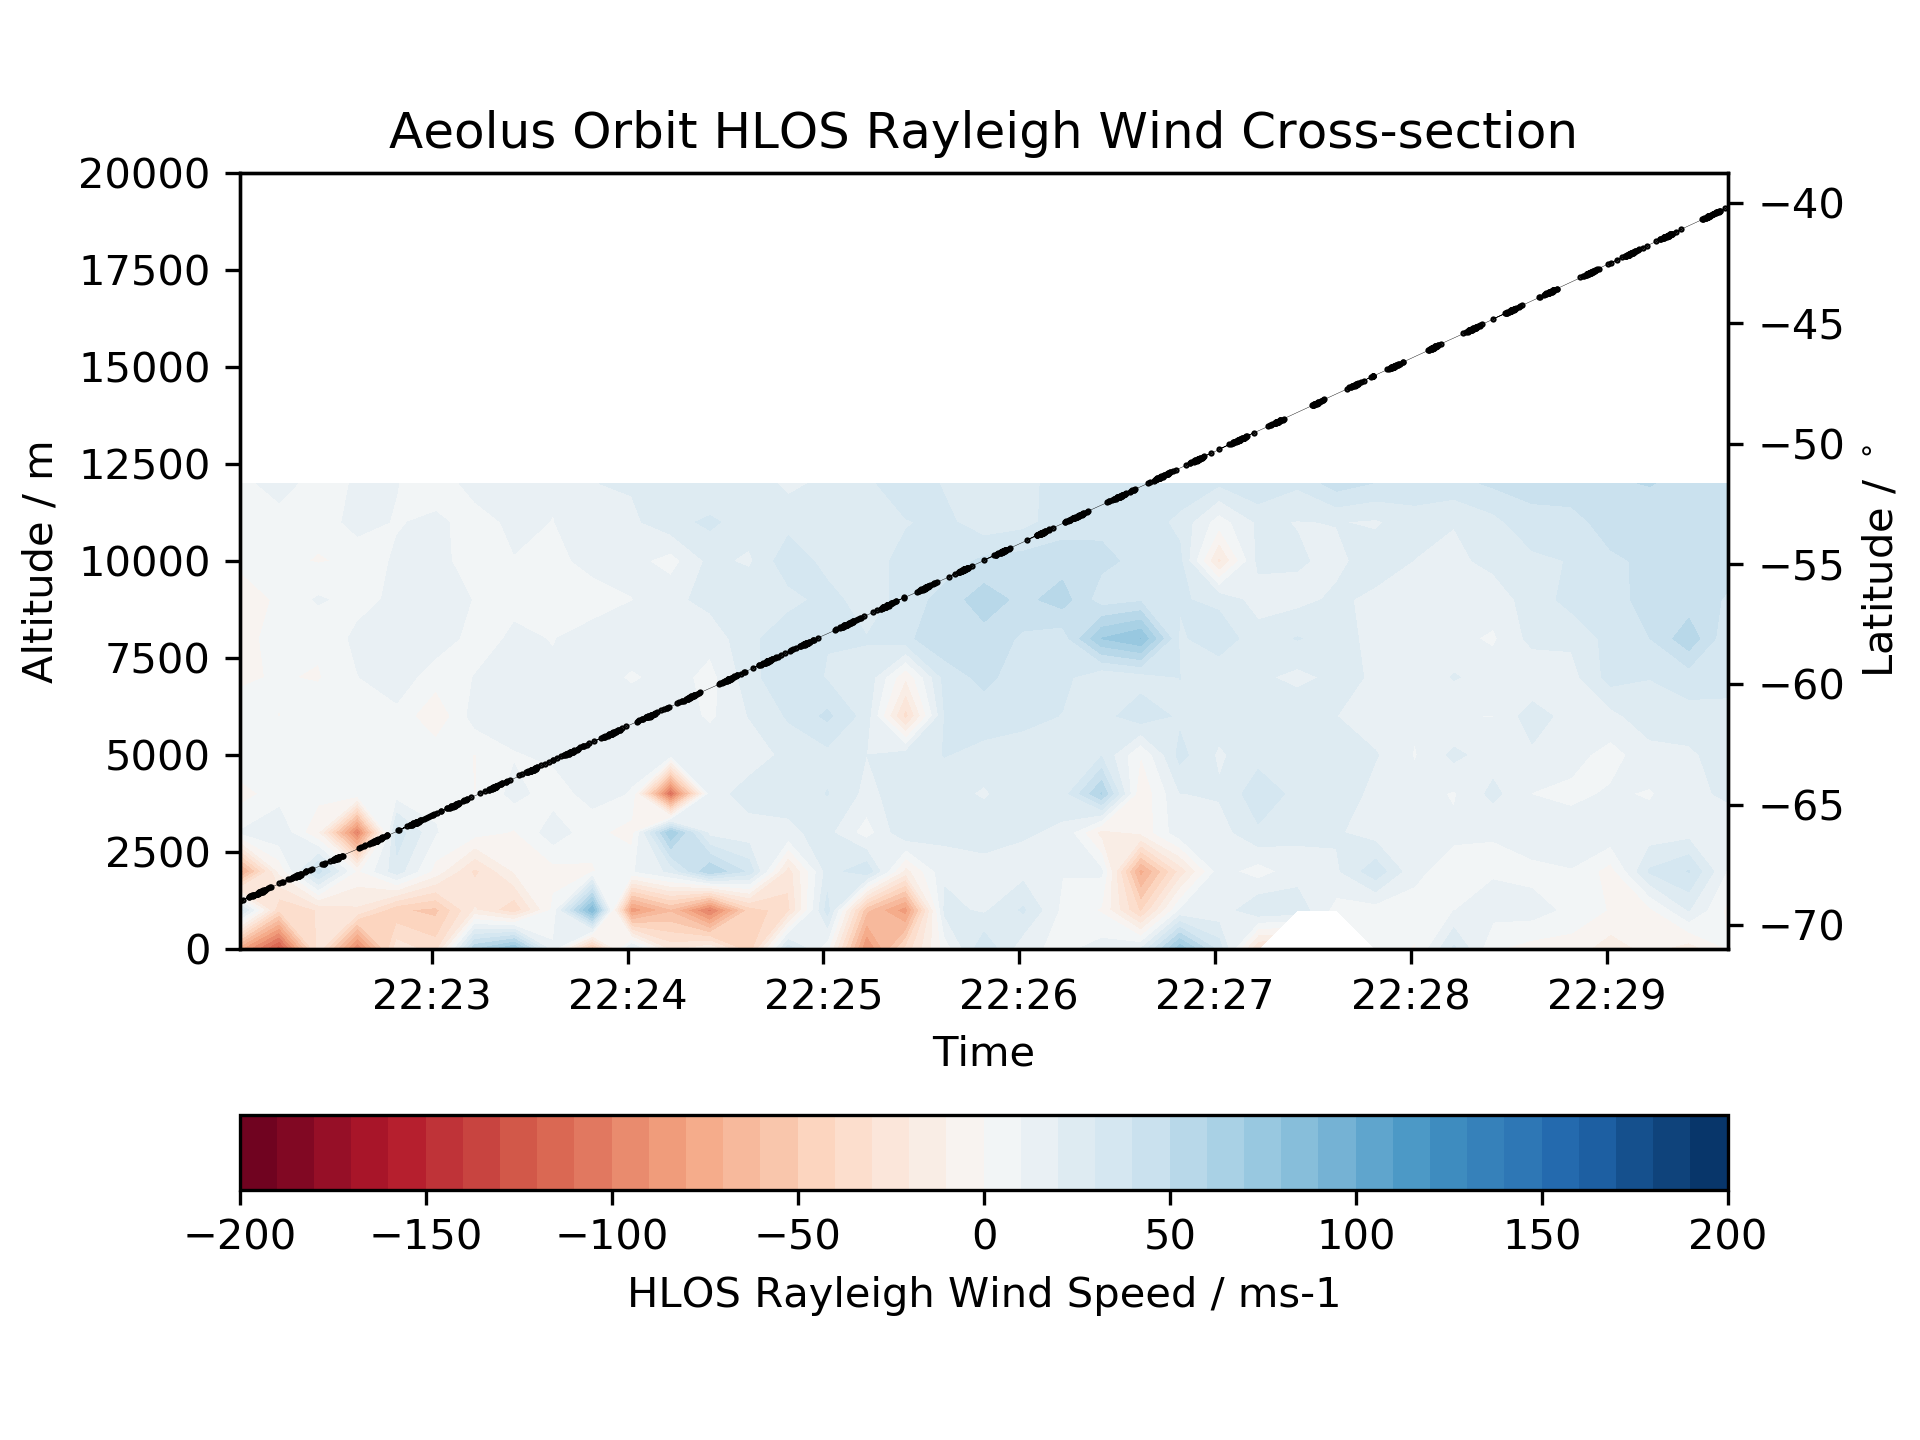 Aeolus Orbit HLOS Rayleigh Wind Cross-section
20000
17500
15000
12500
10000
7500
5000
2500
0
Altitude / m
−40
−45
−50
−55
−60
−65
−70
Latitude / °
22:23 22:24 22:25 22:26 22:27 22:28 22:29
Time
−200 −150 −100 −50 0 50 100 150 200
HLOS Rayleigh Wind Speed / ms-1